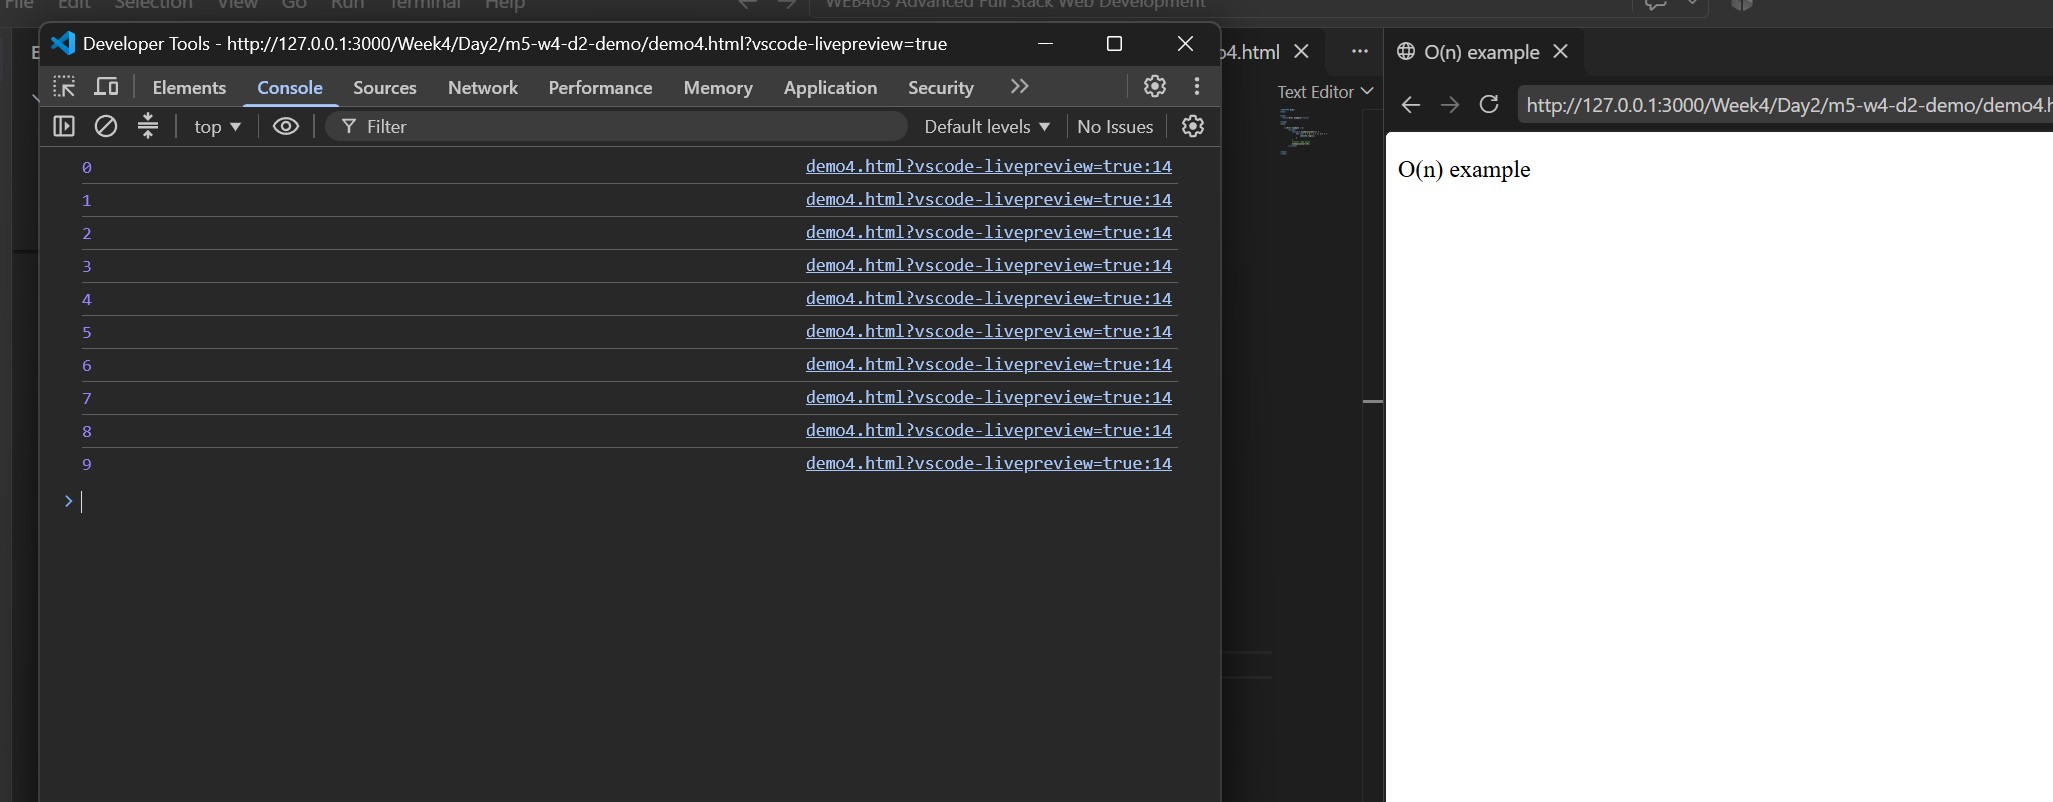 File Edit Selection View Go Run Terminal Help
WEB403 Advanced Full Stack Web Development
Developer Tools - http://127.0.0.1:3000/Week4/Day2/m5-w4-d2-demo/demo4.html?vscode-livepreview=true
Elements Console Sources Network Performance Memory Application Security
top Filter Default levels No Issues
0 demo4.html?vscode-livepreview=true:14
1 demo4.html?vscode-livepreview=true:14
2 demo4.html?vscode-livepreview=true:14
3 demo4.html?vscode-livepreview=true:14
4 demo4.html?vscode-livepreview=true:14
5 demo4.html?vscode-livepreview=true:14
6 demo4.html?vscode-livepreview=true:14
7 demo4.html?vscode-livepreview=true:14
8 demo4.html?vscode-livepreview=true:14
9 demo4.html?vscode-livepreview=true:14
o4.html
Text Editor
O(n) example
http://127.0.0.1:3000/Week4/Day2/m5-w4-d2-demo/demo4.h
O(n) example